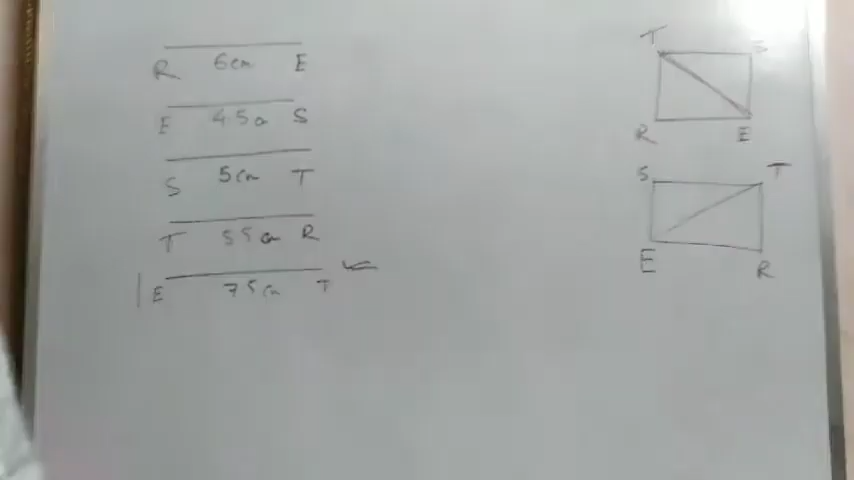 R 6cm E
E 4.5cm S
S 5cm T
T 5.5cm R
E 7.5cm T
T S
R E
S T
E R